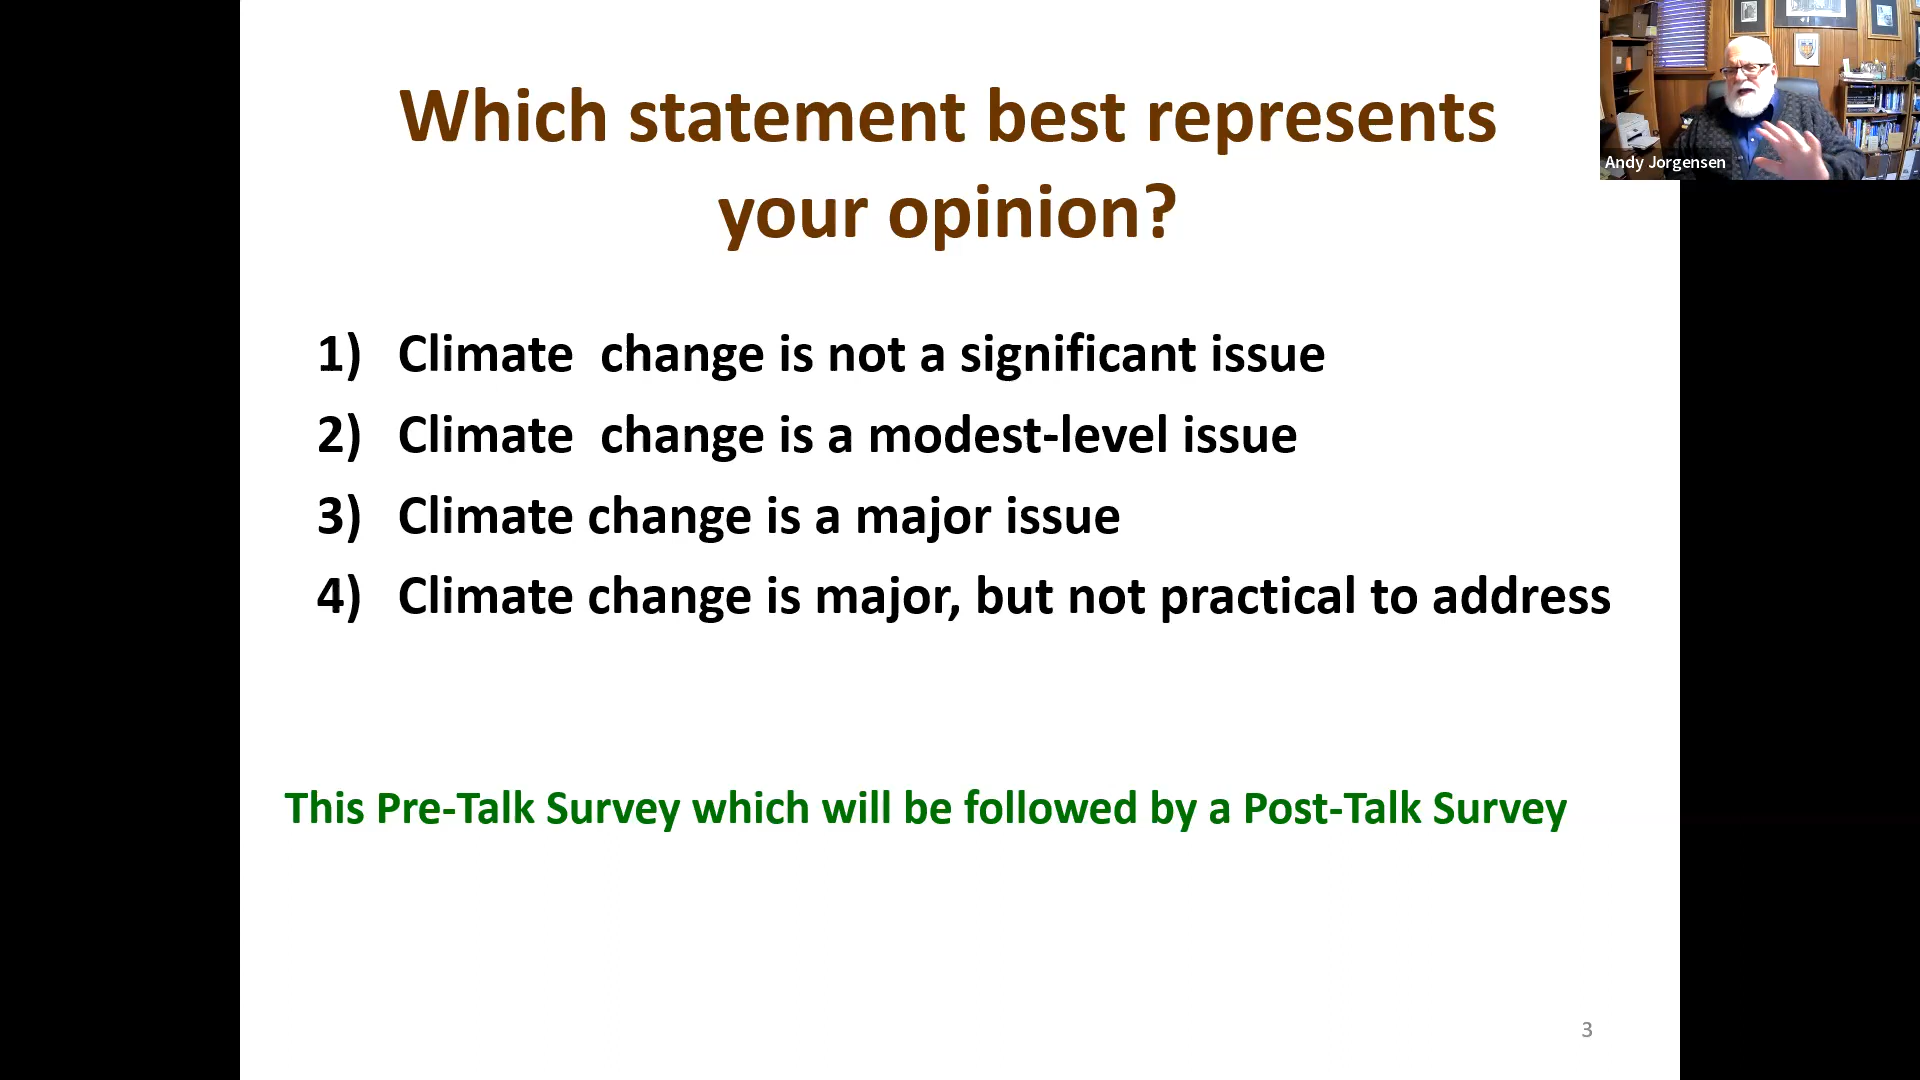 Which statement best represents
your opinion?
1) Climate  change is not a significant issue
2) Climate  change is a modest-level issue
3) Climate change is a major issue
4) Climate change is major, but not practical to address
This Pre-Talk Survey which will be followed by a Post-Talk Survey
3
Andy Jorgensen